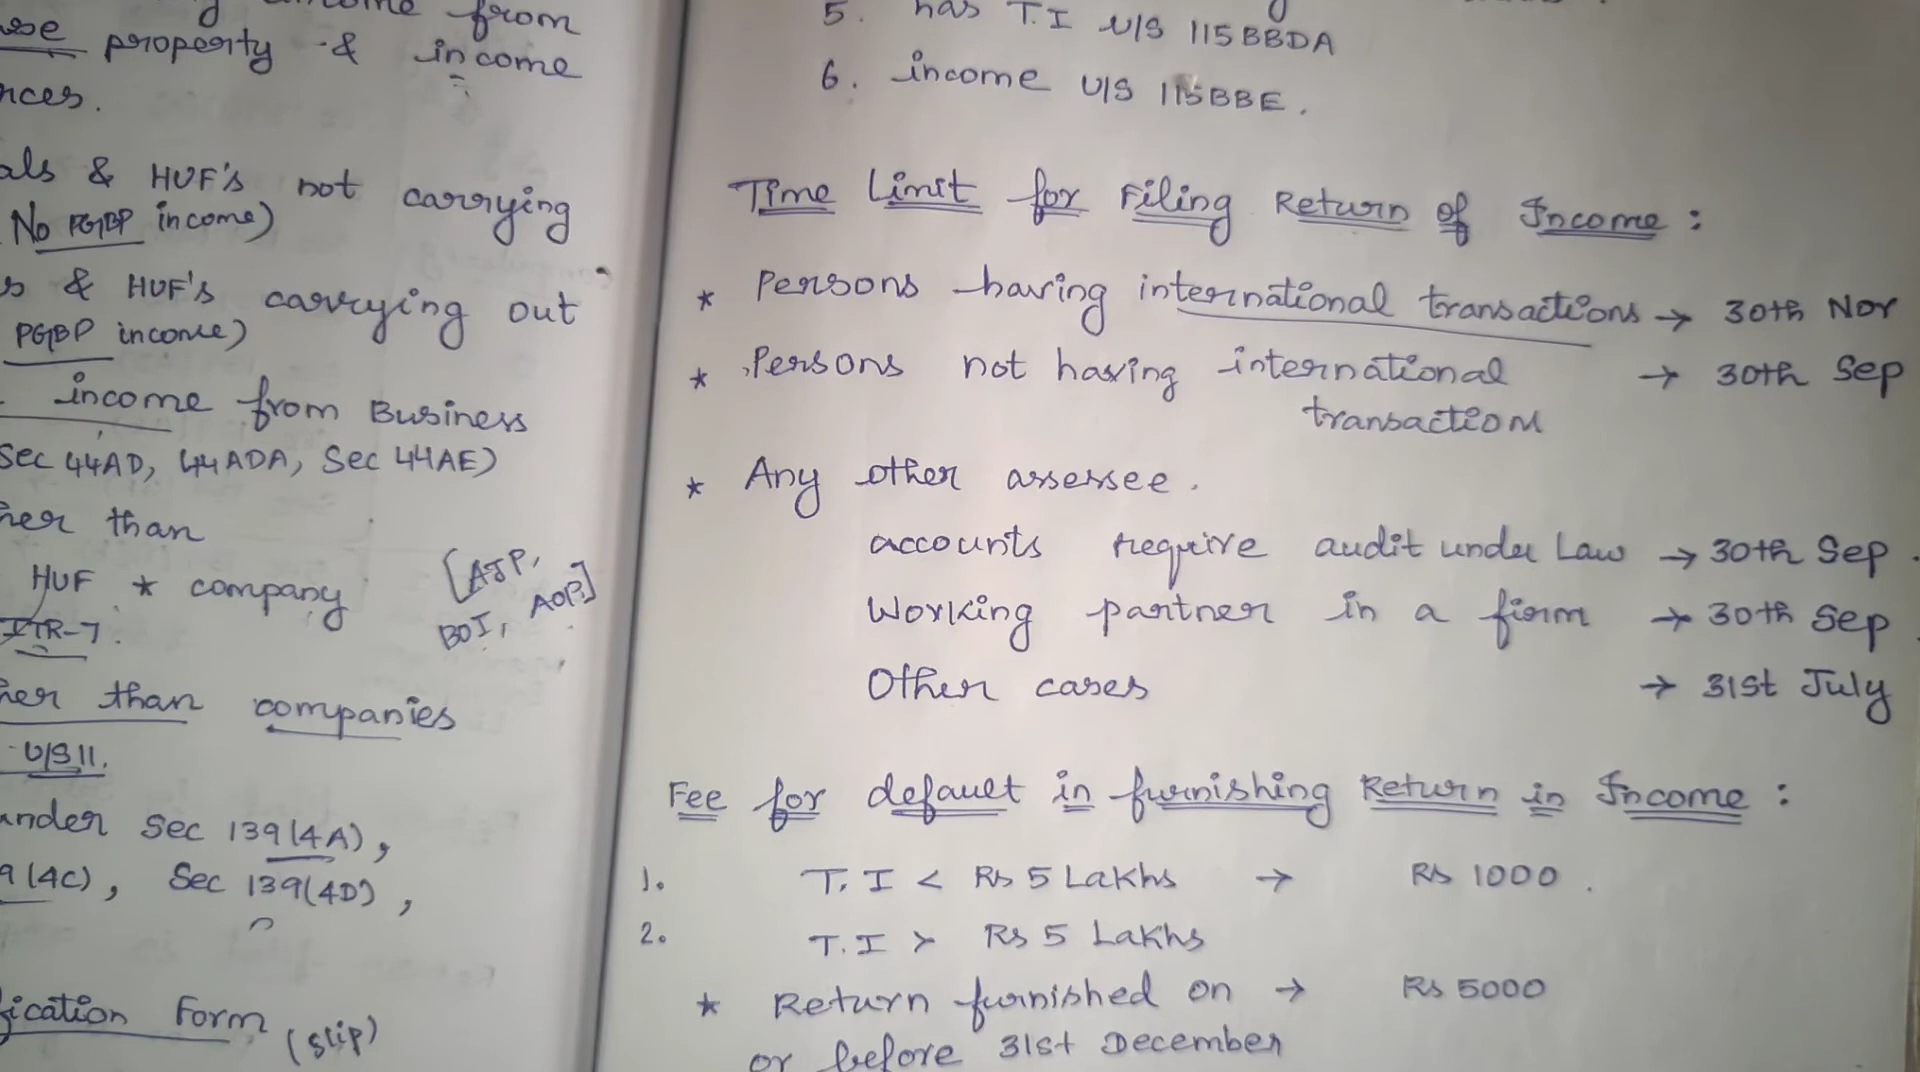 income from
property & income
rces.
als & HUF's not carrying
No PGBP income)
& HUF's carrying out
PGBP income)
income from Business
Sec 44AD, 44ADA, Sec 44AE)
her than
HUF * company [AJP,
BOI, AOP]
ITR-7.
her than companies
U/S 11.
under Sec 139(4A),
9(4C), Sec 139(4D),
fication Form (slip)
5. has T.I U/S 115BBDA
6. income U/S 115BBE.
Time Limit for Filing Return of Income :
* Persons having international transactions → 30th Nov
* Persons not having international → 30th Sep
transaction
* Any other assessee.
accounts require audit under Law → 30th Sep.
Working partner in a firm → 30th Sep.
Other cases → 31st July
Fee for default in furnishing Return in Income :
1. T.I < Rs 5 Lakhs → Rs 1000.
2. T.I > Rs 5 Lakhs
* Return furnished on → Rs 5000
or before 31st December